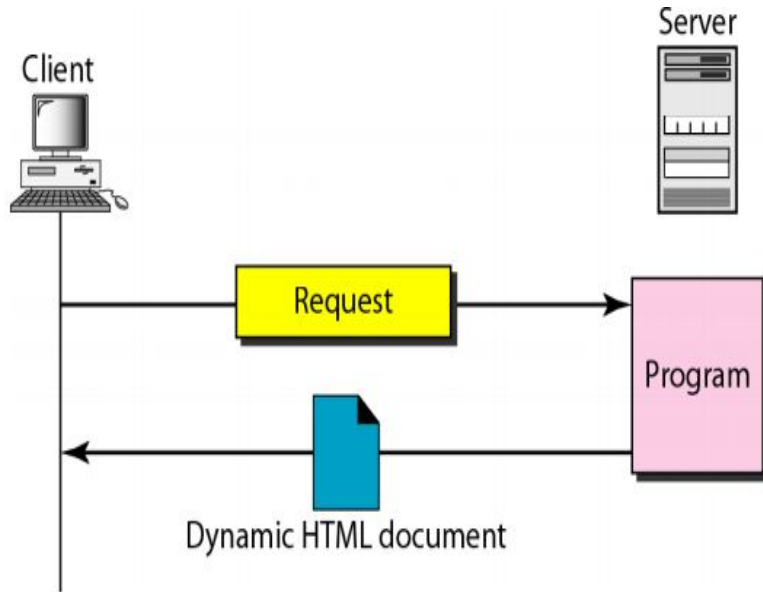 Server
Client
Request
Program
Dynamic HTML document